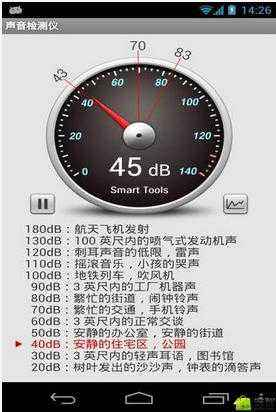 14:26
声音检测仪
70
43
83
60
80
40
100
20
120
0
140
45 dB
Smart Tools
180dB：航天飞机发射
130dB：100 英尺内的喷气式发动机声
120dB：刺耳声音的低限，雷声
110dB：摇滚音乐，小孩的哭声
100dB：地铁列车，吹风机
90dB：3 英尺内的工厂机器声
80dB：繁忙的街道，闹钟铃声
70dB：繁忙的交通，手机铃声
60dB：3 英尺内的正常交谈
50dB：安静的办公室，安静的街道
▶ 40dB：安静的住宅区，公园
30dB：3 英尺内的轻声耳语，图书馆
20dB：树叶发出的沙沙声，钟表的滴答声